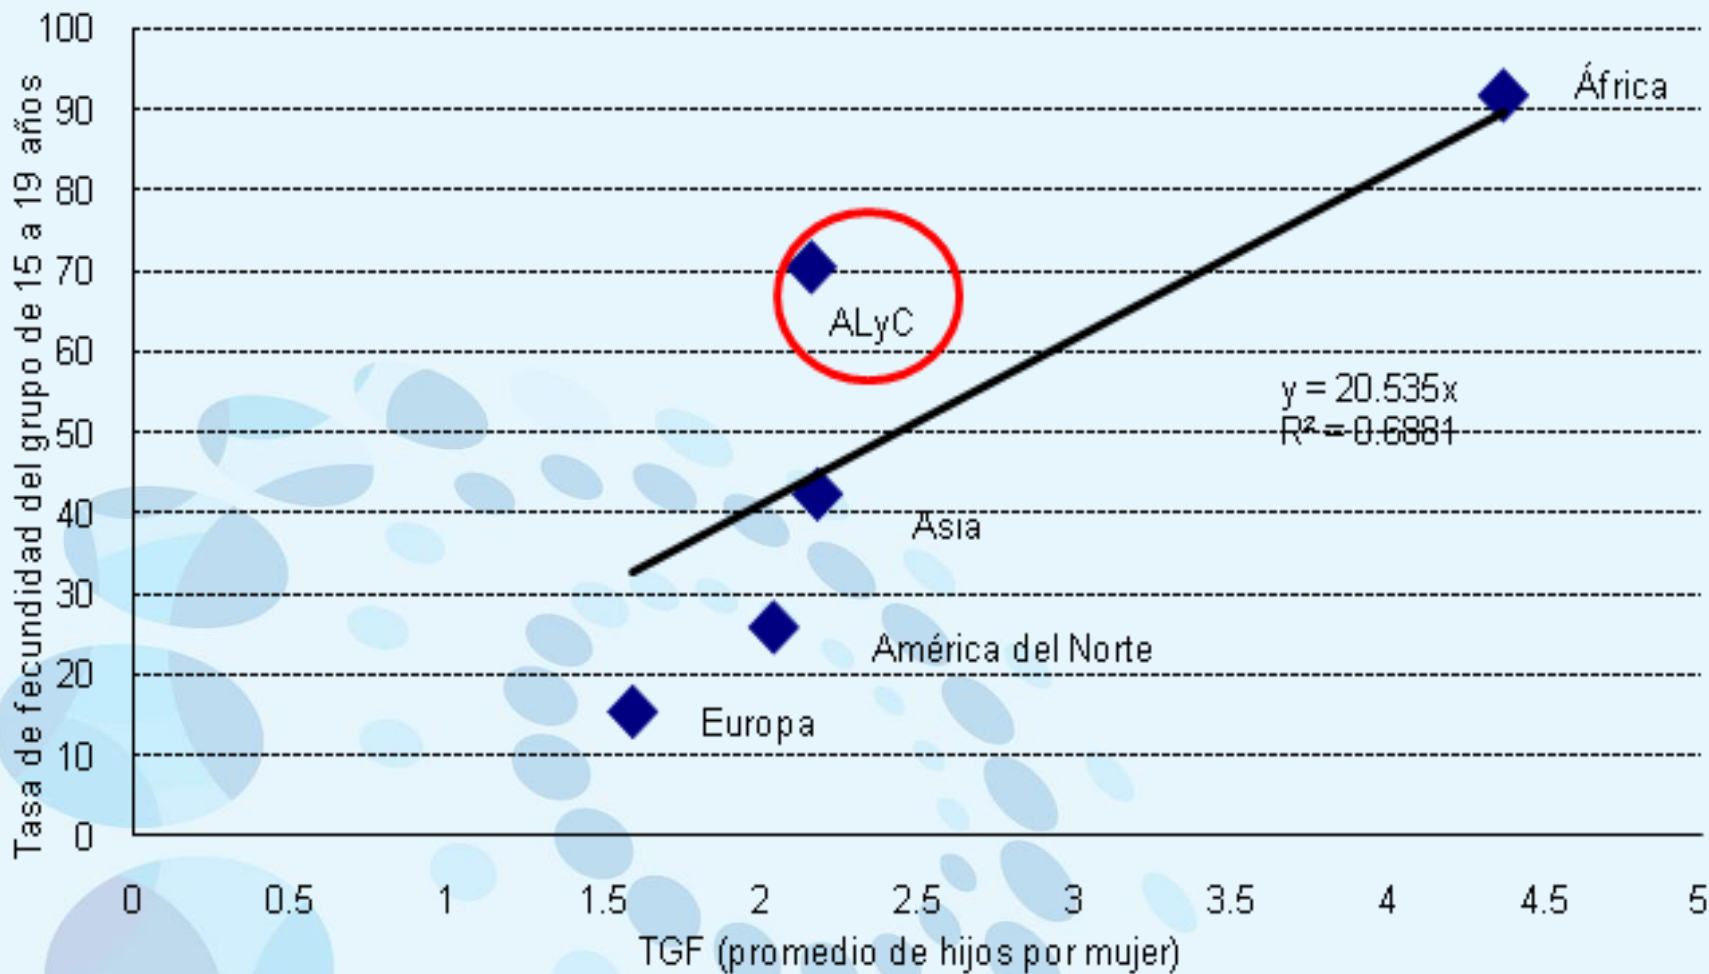 Tasa de fecundidad del grupo de 15 a 19 años
100
90
80
70
60
50
40
30
20
10
0
África
ALyC
y = 20.535x
R² = 0.6881
Asia
América del Norte
Europa
0 0.5 1 1.5 2 2.5 3 3.5 4 4.5 5
TGF (promedio de hijos por mujer)